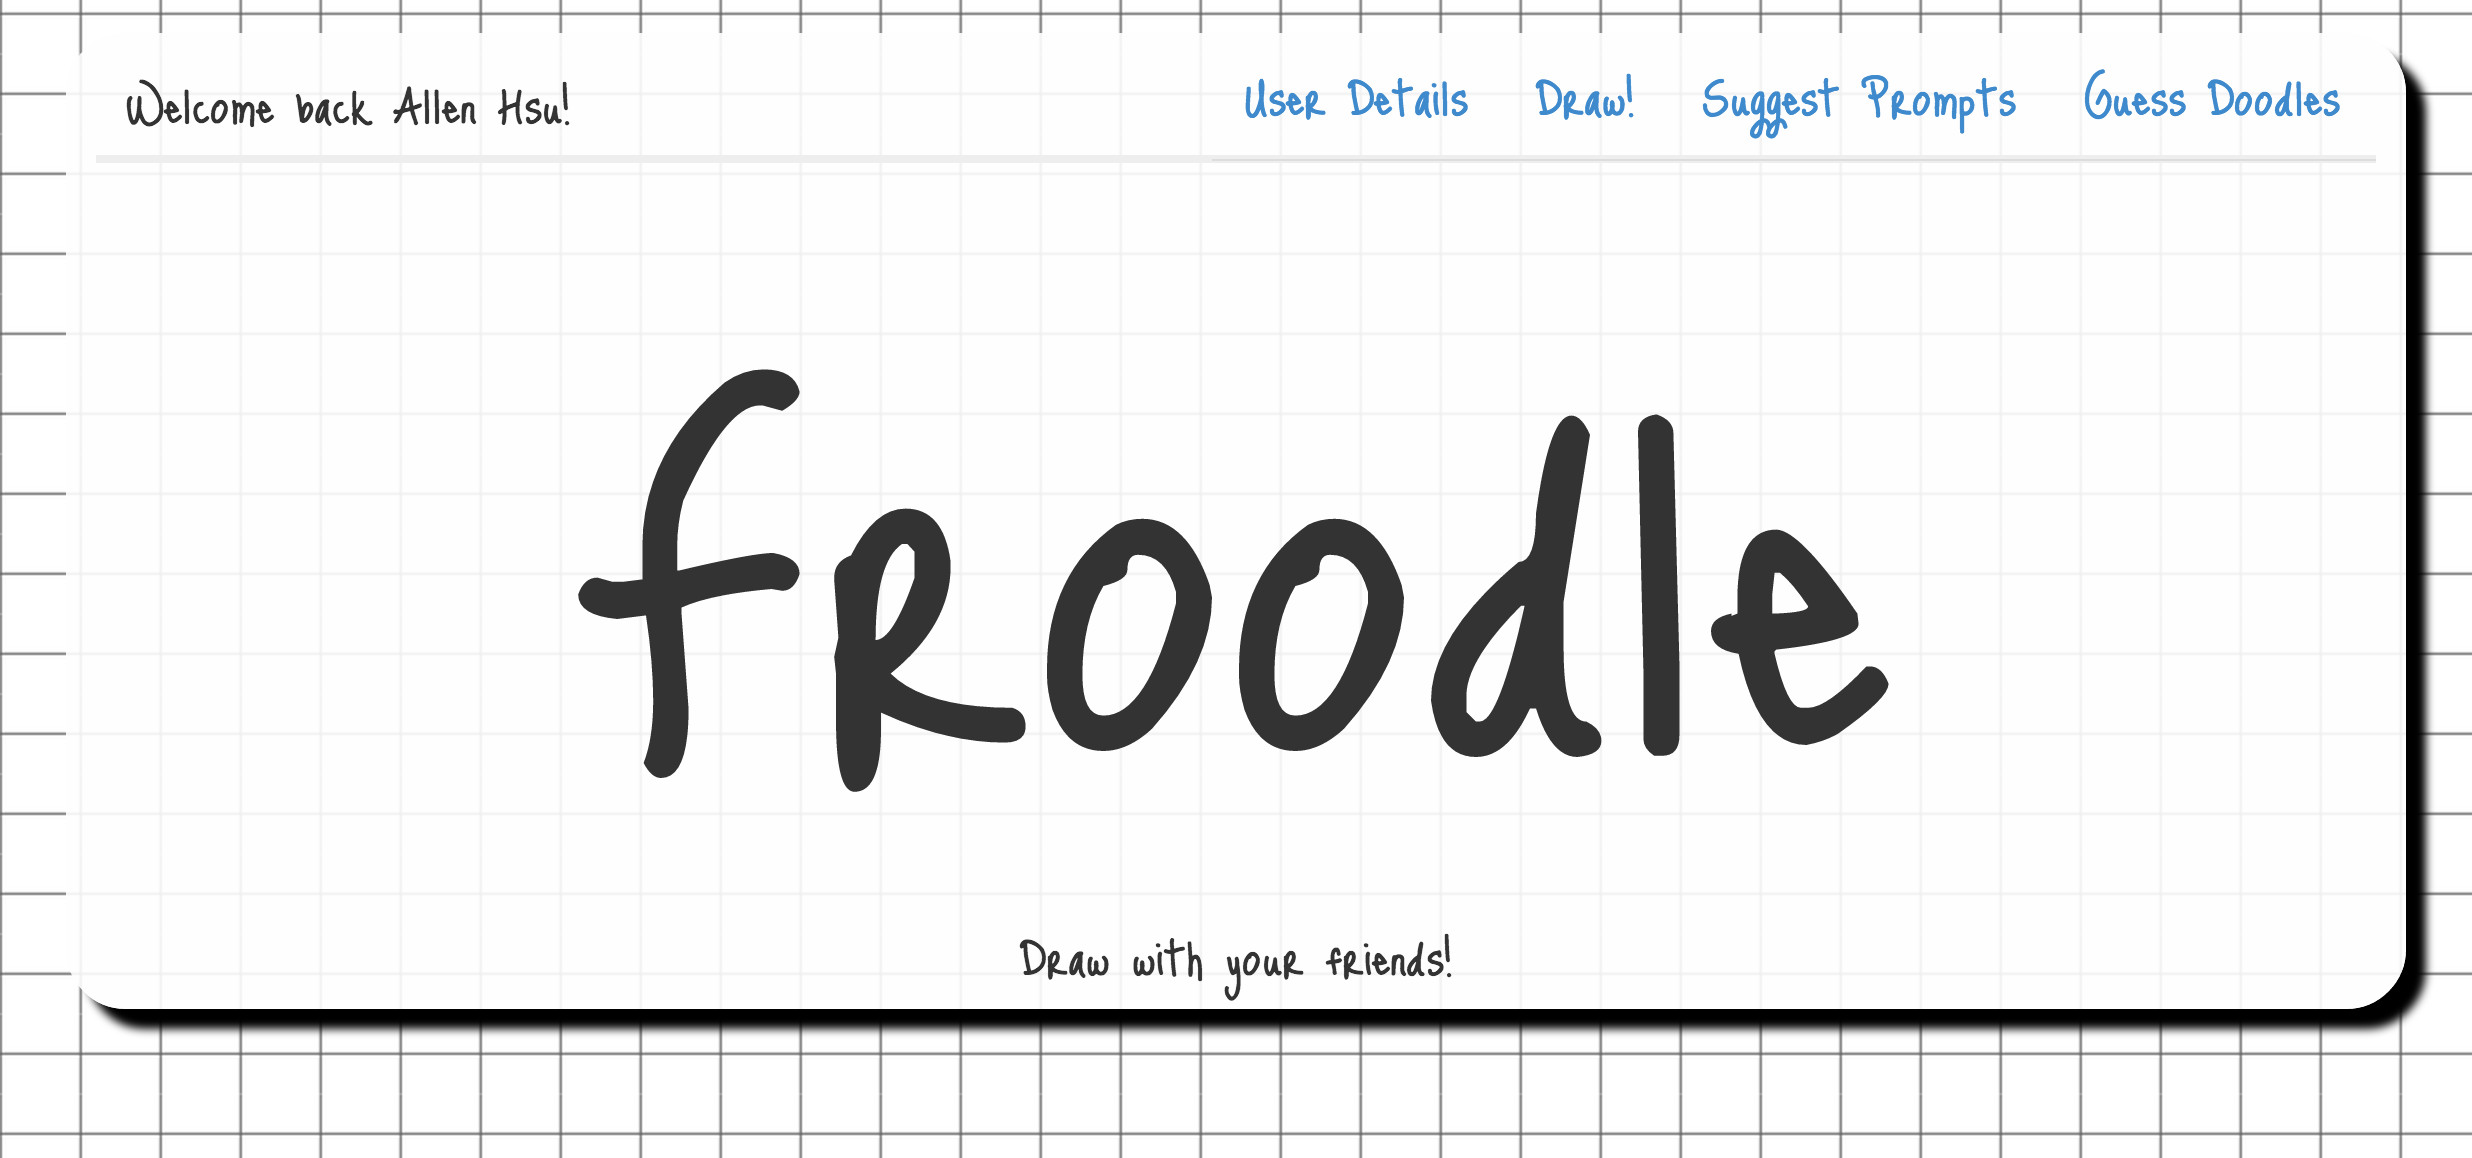 Welcome back Allen Hsu!
User Details Draw! Suggest Prompts Guess Doodles
froodle
Draw with your friends!